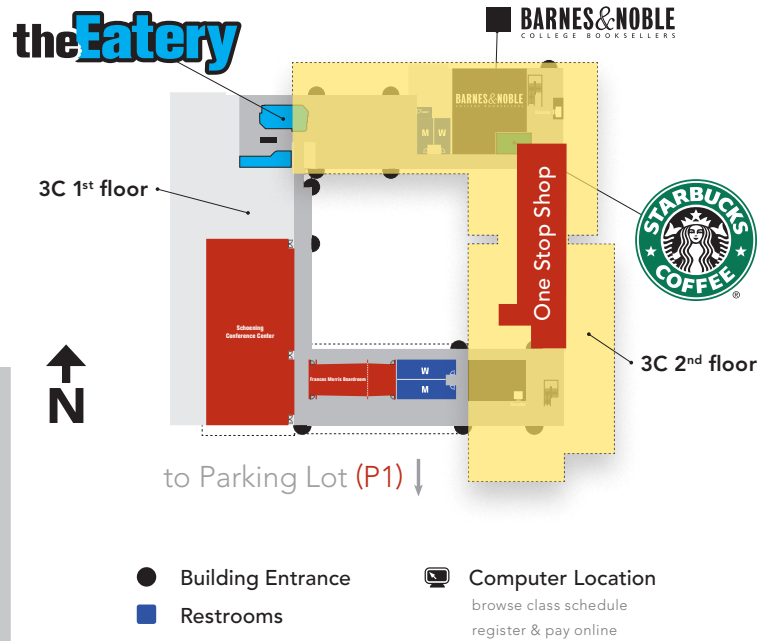 theEatery
BARNES&NOBLE
COLLEGE BOOKSELLERS
BARNES&NOBLE
M W
One Stop Shop
3C 1st floor
STARBUCKS
COFFEE
®
Schoening
Conference Center
3C 2nd floor
N
Frances Morris Boardroom
W
M
to Parking Lot (P1)
Building Entrance
Computer Location
browse class schedule
register & pay online
Restrooms